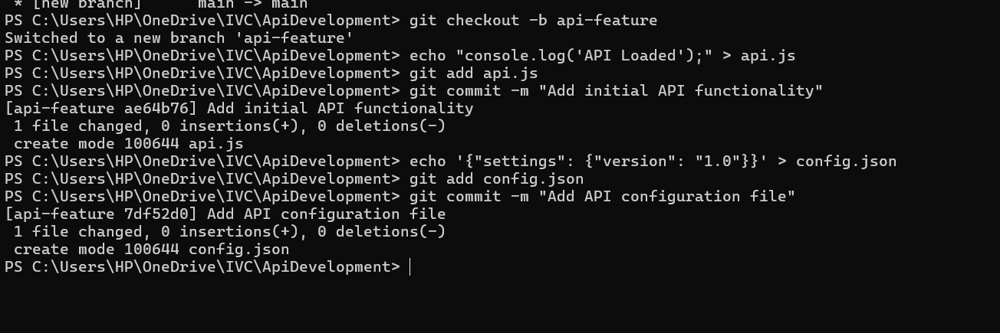 * [new branch]      main -> main
PS C:\Users\HP\OneDrive\IVC\ApiDevelopment> git checkout -b api-feature
Switched to a new branch 'api-feature'
PS C:\Users\HP\OneDrive\IVC\ApiDevelopment> echo "console.log('API Loaded');" > api.js
PS C:\Users\HP\OneDrive\IVC\ApiDevelopment> git add api.js
PS C:\Users\HP\OneDrive\IVC\ApiDevelopment> git commit -m "Add initial API functionality"
[api-feature ae64b76] Add initial API functionality
 1 file changed, 0 insertions(+), 0 deletions(-)
 create mode 100644 api.js
PS C:\Users\HP\OneDrive\IVC\ApiDevelopment> echo '{"settings": {"version": "1.0"}}' > config.json
PS C:\Users\HP\OneDrive\IVC\ApiDevelopment> git add config.json
PS C:\Users\HP\OneDrive\IVC\ApiDevelopment> git commit -m "Add API configuration file"
[api-feature 7df52d0] Add API configuration file
 1 file changed, 0 insertions(+), 0 deletions(-)
 create mode 100644 config.json
PS C:\Users\HP\OneDrive\IVC\ApiDevelopment>